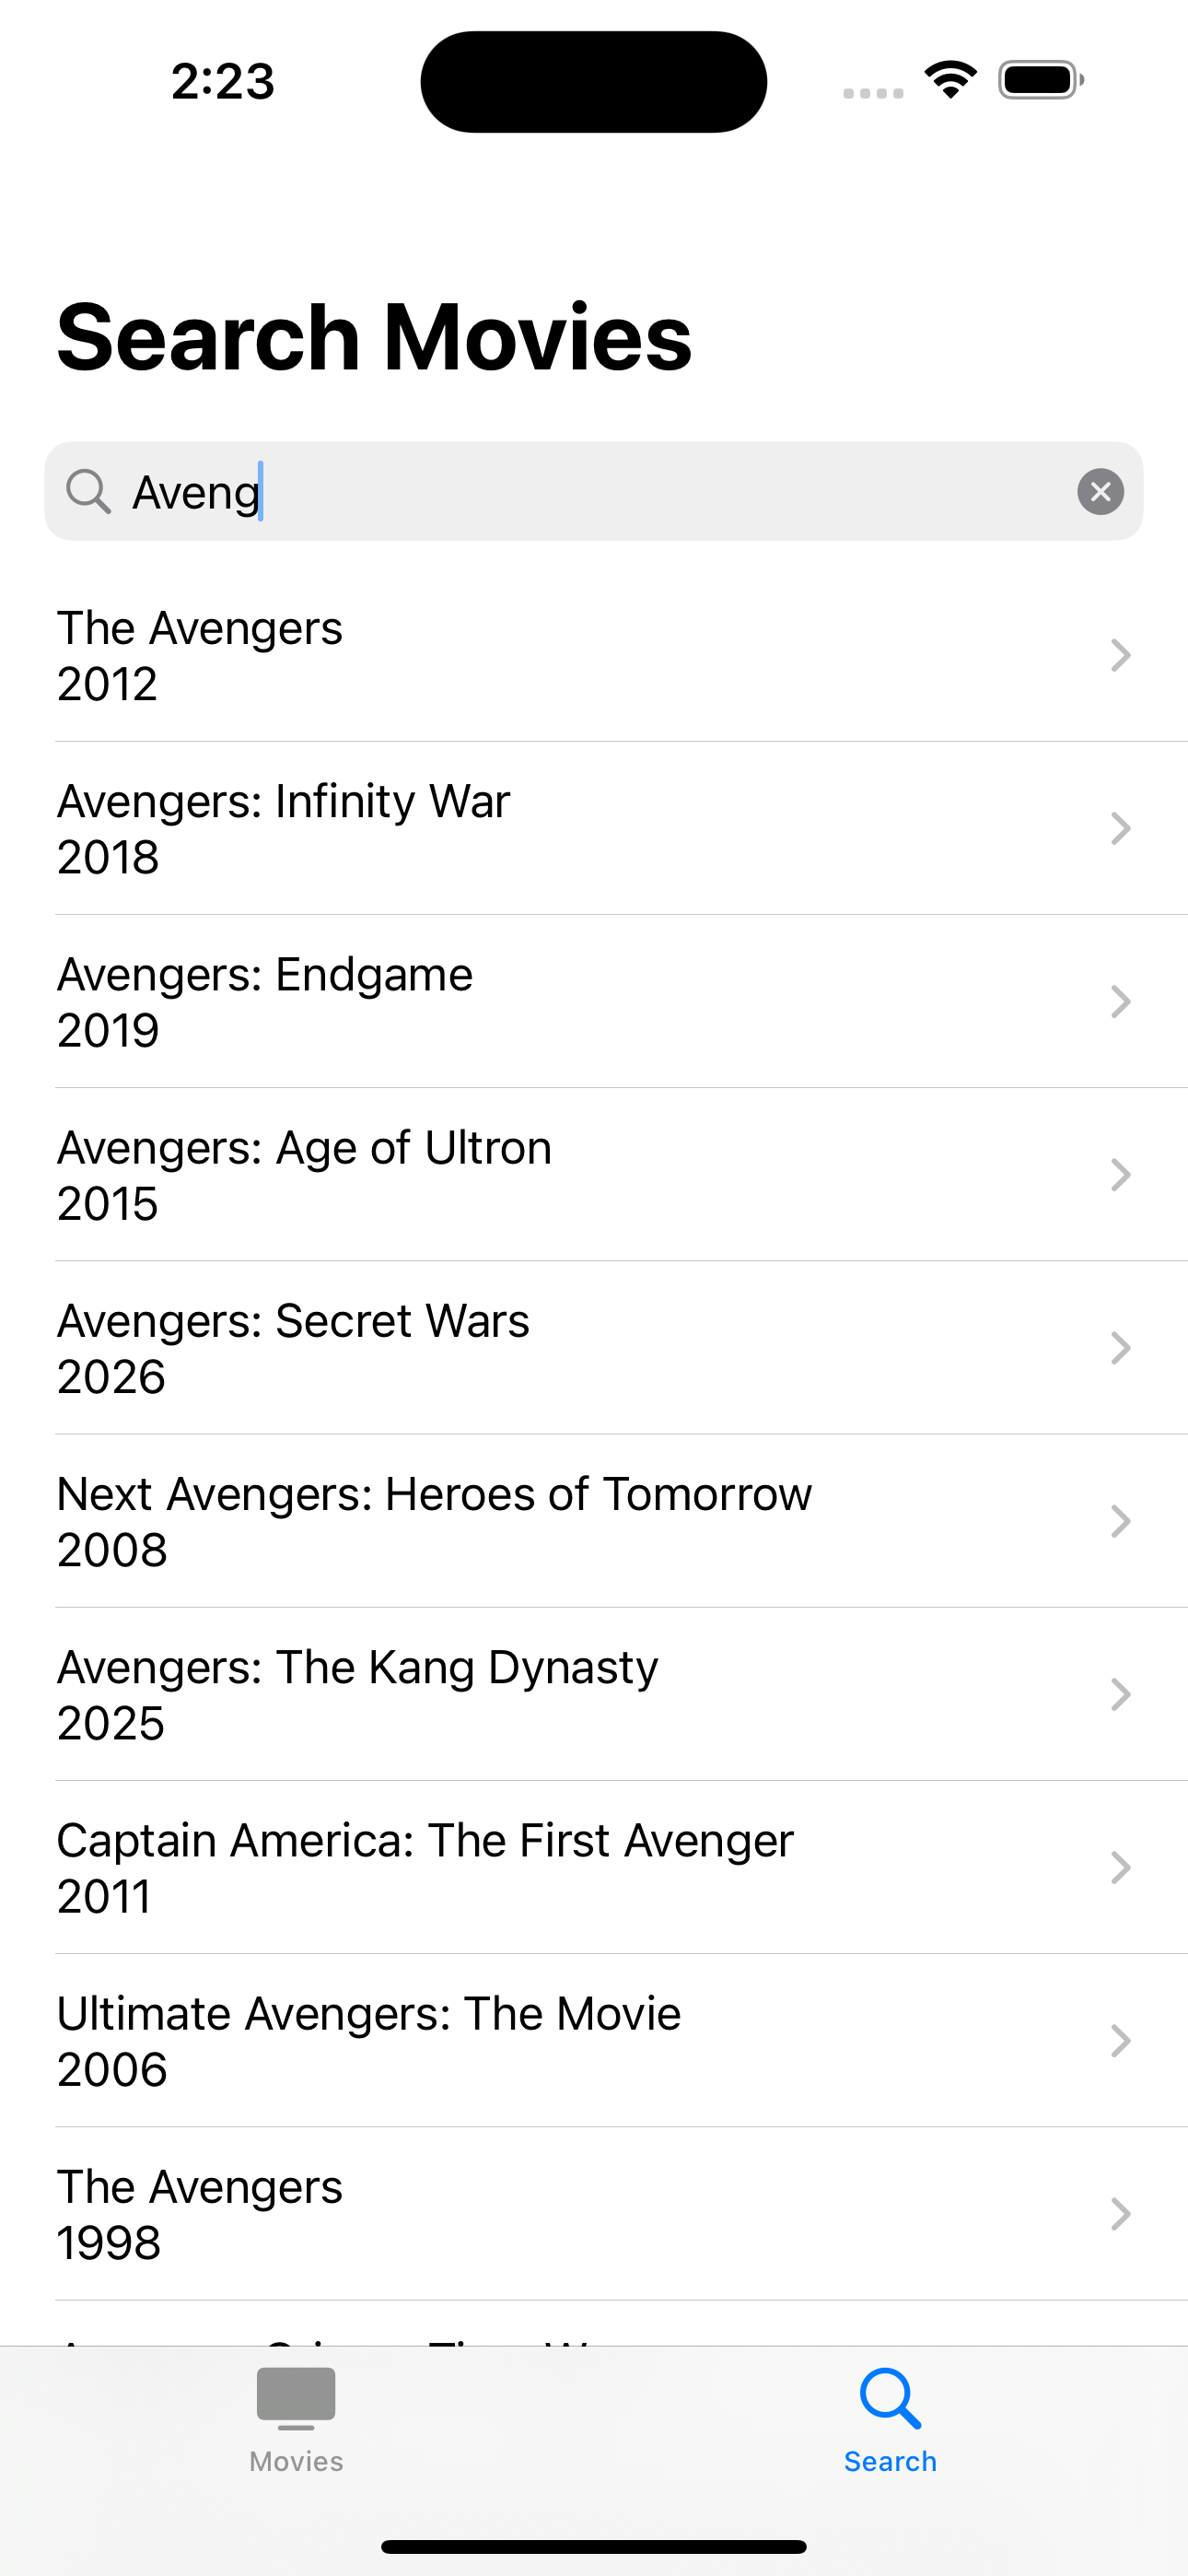 2:23
Search Movies
Aveng
The Avengers
2012
Avengers: Infinity War
2018
Avengers: Endgame
2019
Avengers: Age of Ultron
2015
Avengers: Secret Wars
2026
Next Avengers: Heroes of Tomorrow
2008
Avengers: The Kang Dynasty
2025
Captain America: The First Avenger
2011
Ultimate Avengers: The Movie
2006
The Avengers
1998
Movies
Search